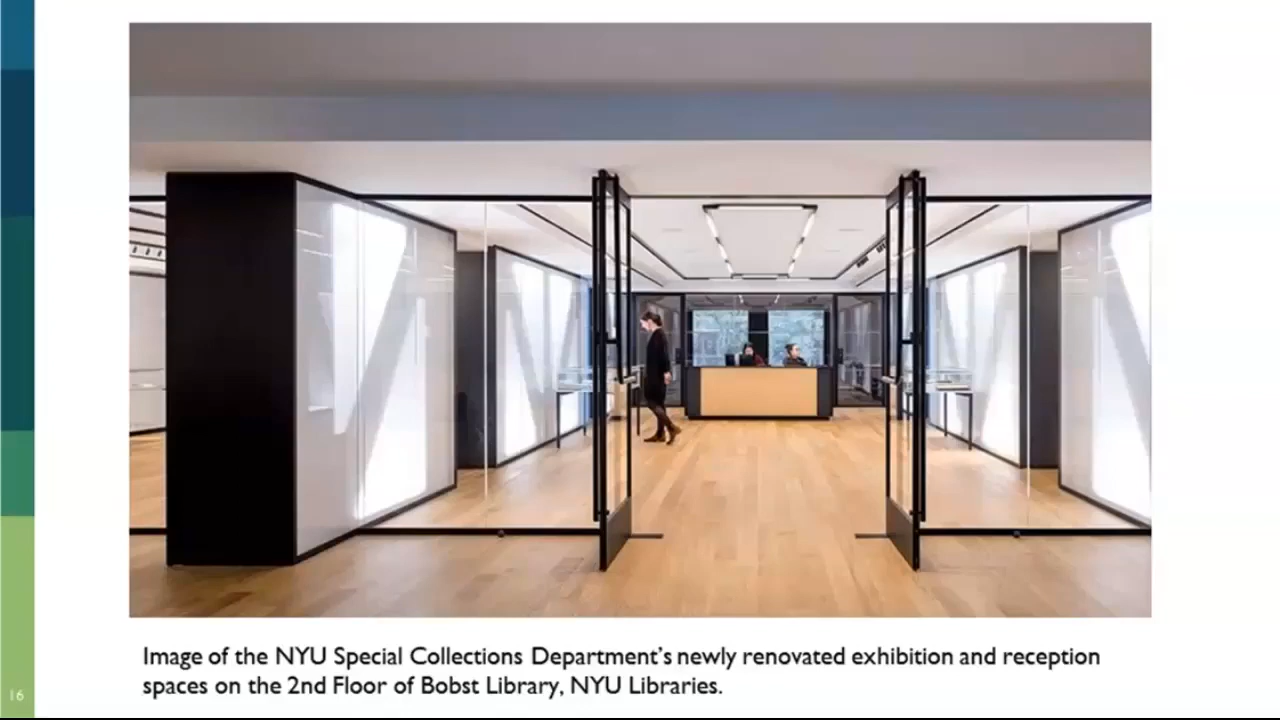 Image of the NYU Special Collections Department's newly renovated exhibition and reception
spaces on the 2nd Floor of Bobst Library, NYU Libraries.
16